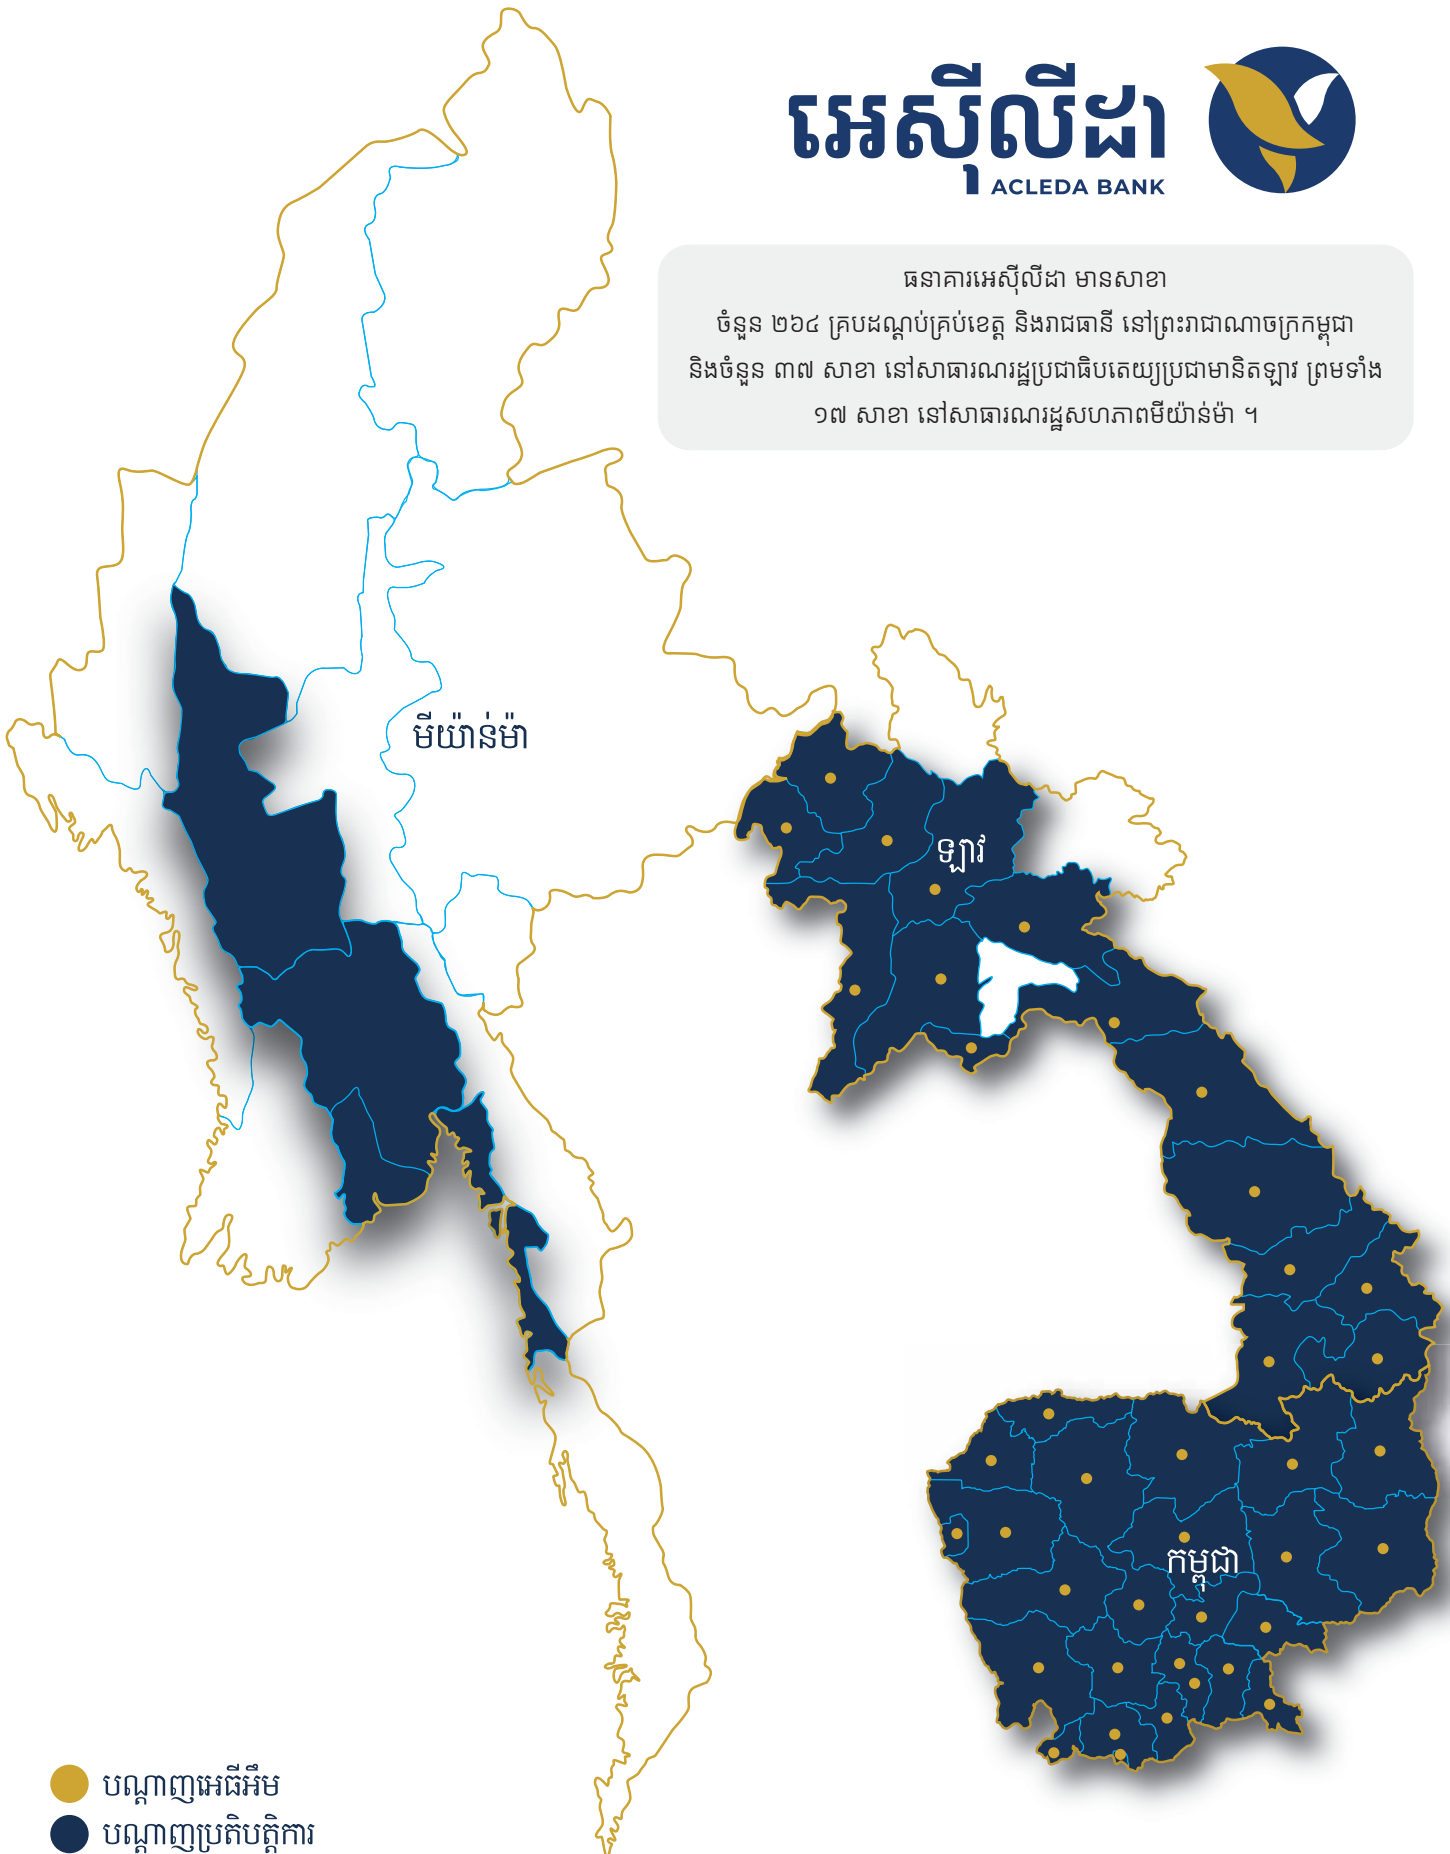 អេស៊ីលីដា
ACLEDA BANK
ធនាគារអេស៊ីលីដា មានសាខា
ចំនួន ២៦៤ គ្របដណ្តប់គ្រប់ខេត្ត និងរាជធានី នៅព្រះរាជាណាចក្រកម្ពុជា
និងចំនួន ៣៧ សាខា នៅសាធារណរដ្ឋប្រជាធិបតេយ្យប្រជាមានិតឡាវ ព្រមទាំង
១៧ សាខា នៅសាធារណរដ្ឋសហភាពមីយ៉ាន់ម៉ា ។
មីយ៉ាន់ម៉ា
ឡាវ
កម្ពុជា
បណ្តាញអេធីអឹម
បណ្តាញប្រតិបត្តិការ